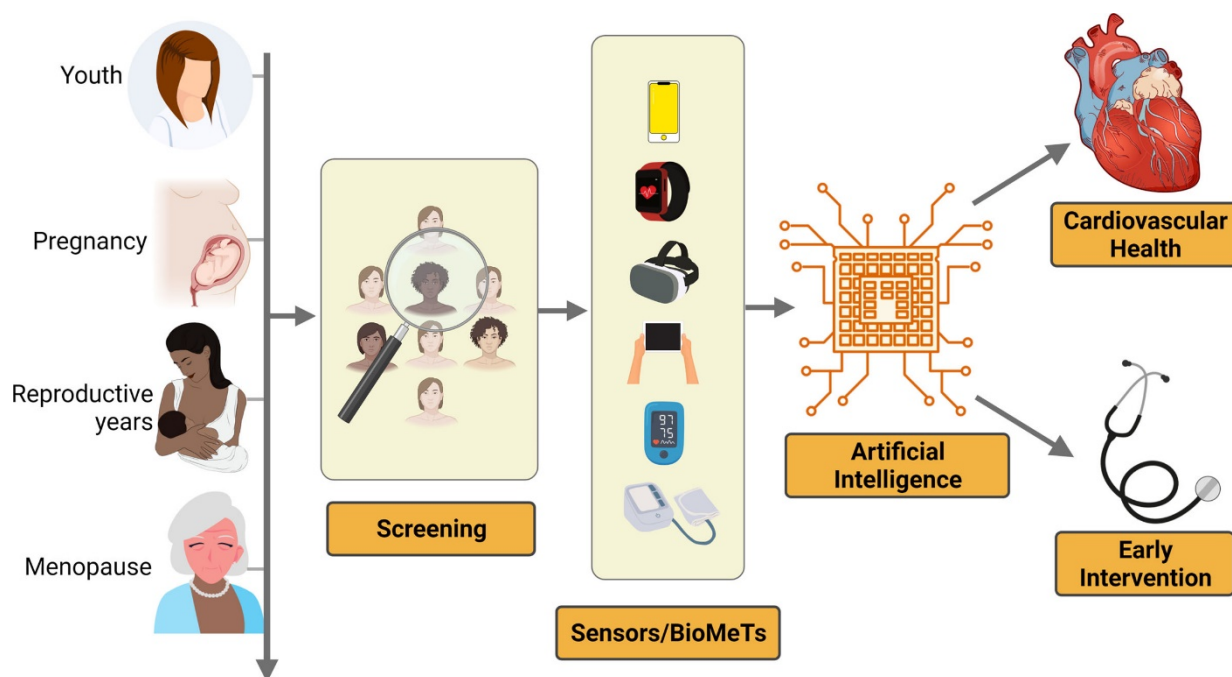 Youth
Pregnancy
Reproductive
years
Menopause
Screening
97
75
Sensors/BioMeTs
Artificial
Intelligence
Cardiovascular
Health
Early
Intervention